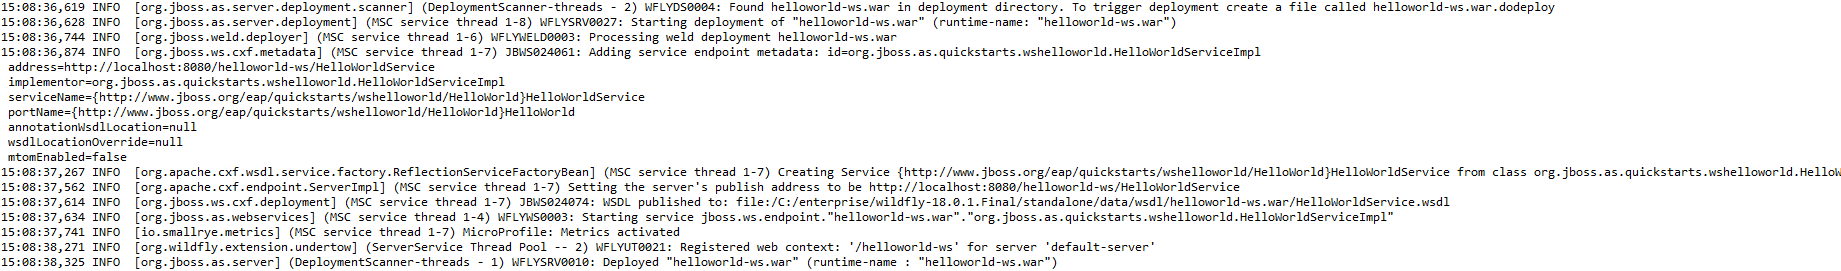 15:08:36,619 INFO  [org.jboss.as.server.deployment.scanner] (DeploymentScanner-threads - 2) WFLYDS0004: Found helloworld-ws.war in deployment directory. To trigger deployment create a file called helloworld-ws.war.dodeploy
15:08:36,628 INFO  [org.jboss.as.server.deployment] (MSC service thread 1-8) WFLYSRV0027: Starting deployment of "helloworld-ws.war" (runtime-name: "helloworld-ws.war")
15:08:36,744 INFO  [org.jboss.weld.deployer] (MSC service thread 1-6) WFLYWELD0003: Processing weld deployment helloworld-ws.war
15:08:36,874 INFO  [org.jboss.ws.cxf.metadata] (MSC service thread 1-7) JBWS024061: Adding service endpoint metadata: id=org.jboss.as.quickstarts.wshelloworld.HelloWorldServiceImpl
 address=http://localhost:8080/helloworld-ws/HelloWorldService
 implementor=org.jboss.as.quickstarts.wshelloworld.HelloWorldServiceImpl
 serviceName={http://www.jboss.org/eap/quickstarts/wshelloworld/HelloWorld}HelloWorldService
 portName={http://www.jboss.org/eap/quickstarts/wshelloworld/HelloWorld}HelloWorld
 annotationWsdlLocation=null
 wsdlLocationOverride=null
 mtomEnabled=false
15:08:37,267 INFO  [org.apache.cxf.wsdl.service.factory.ReflectionServiceFactoryBean] (MSC service thread 1-7) Creating Service {http://www.jboss.org/eap/quickstarts/wshelloworld/HelloWorld}HelloWorldService from class org.jboss.as.quickstarts.wshelloworld.HelloW
15:08:37,562 INFO  [org.apache.cxf.endpoint.ServerImpl] (MSC service thread 1-7) Setting the server's publish address to be http://localhost:8080/helloworld-ws/HelloWorldService
15:08:37,614 INFO  [org.jboss.ws.cxf.deployment] (MSC service thread 1-7) JBWS024074: WSDL published to: file:/C:/enterprise/wildfly-18.0.1.Final/standalone/data/wsdl/helloworld-ws.war/HelloWorldService.wsdl
15:08:37,634 INFO  [org.jboss.as.webservices] (MSC service thread 1-4) WFLYWS0003: Starting service jboss.ws.endpoint."helloworld-ws.war"."org.jboss.as.quickstarts.wshelloworld.HelloWorldServiceImpl"
15:08:37,741 INFO  [io.smallrye.metrics] (MSC service thread 1-7) MicroProfile: Metrics activated
15:08:38,271 INFO  [org.wildfly.extension.undertow] (ServerService Thread Pool -- 2) WFLYUT0021: Registered web context: '/helloworld-ws' for server 'default-server'
15:08:38,325 INFO  [org.jboss.as.server] (DeploymentScanner-threads - 1) WFLYSRV0010: Deployed "helloworld-ws.war" (runtime-name : "helloworld-ws.war")